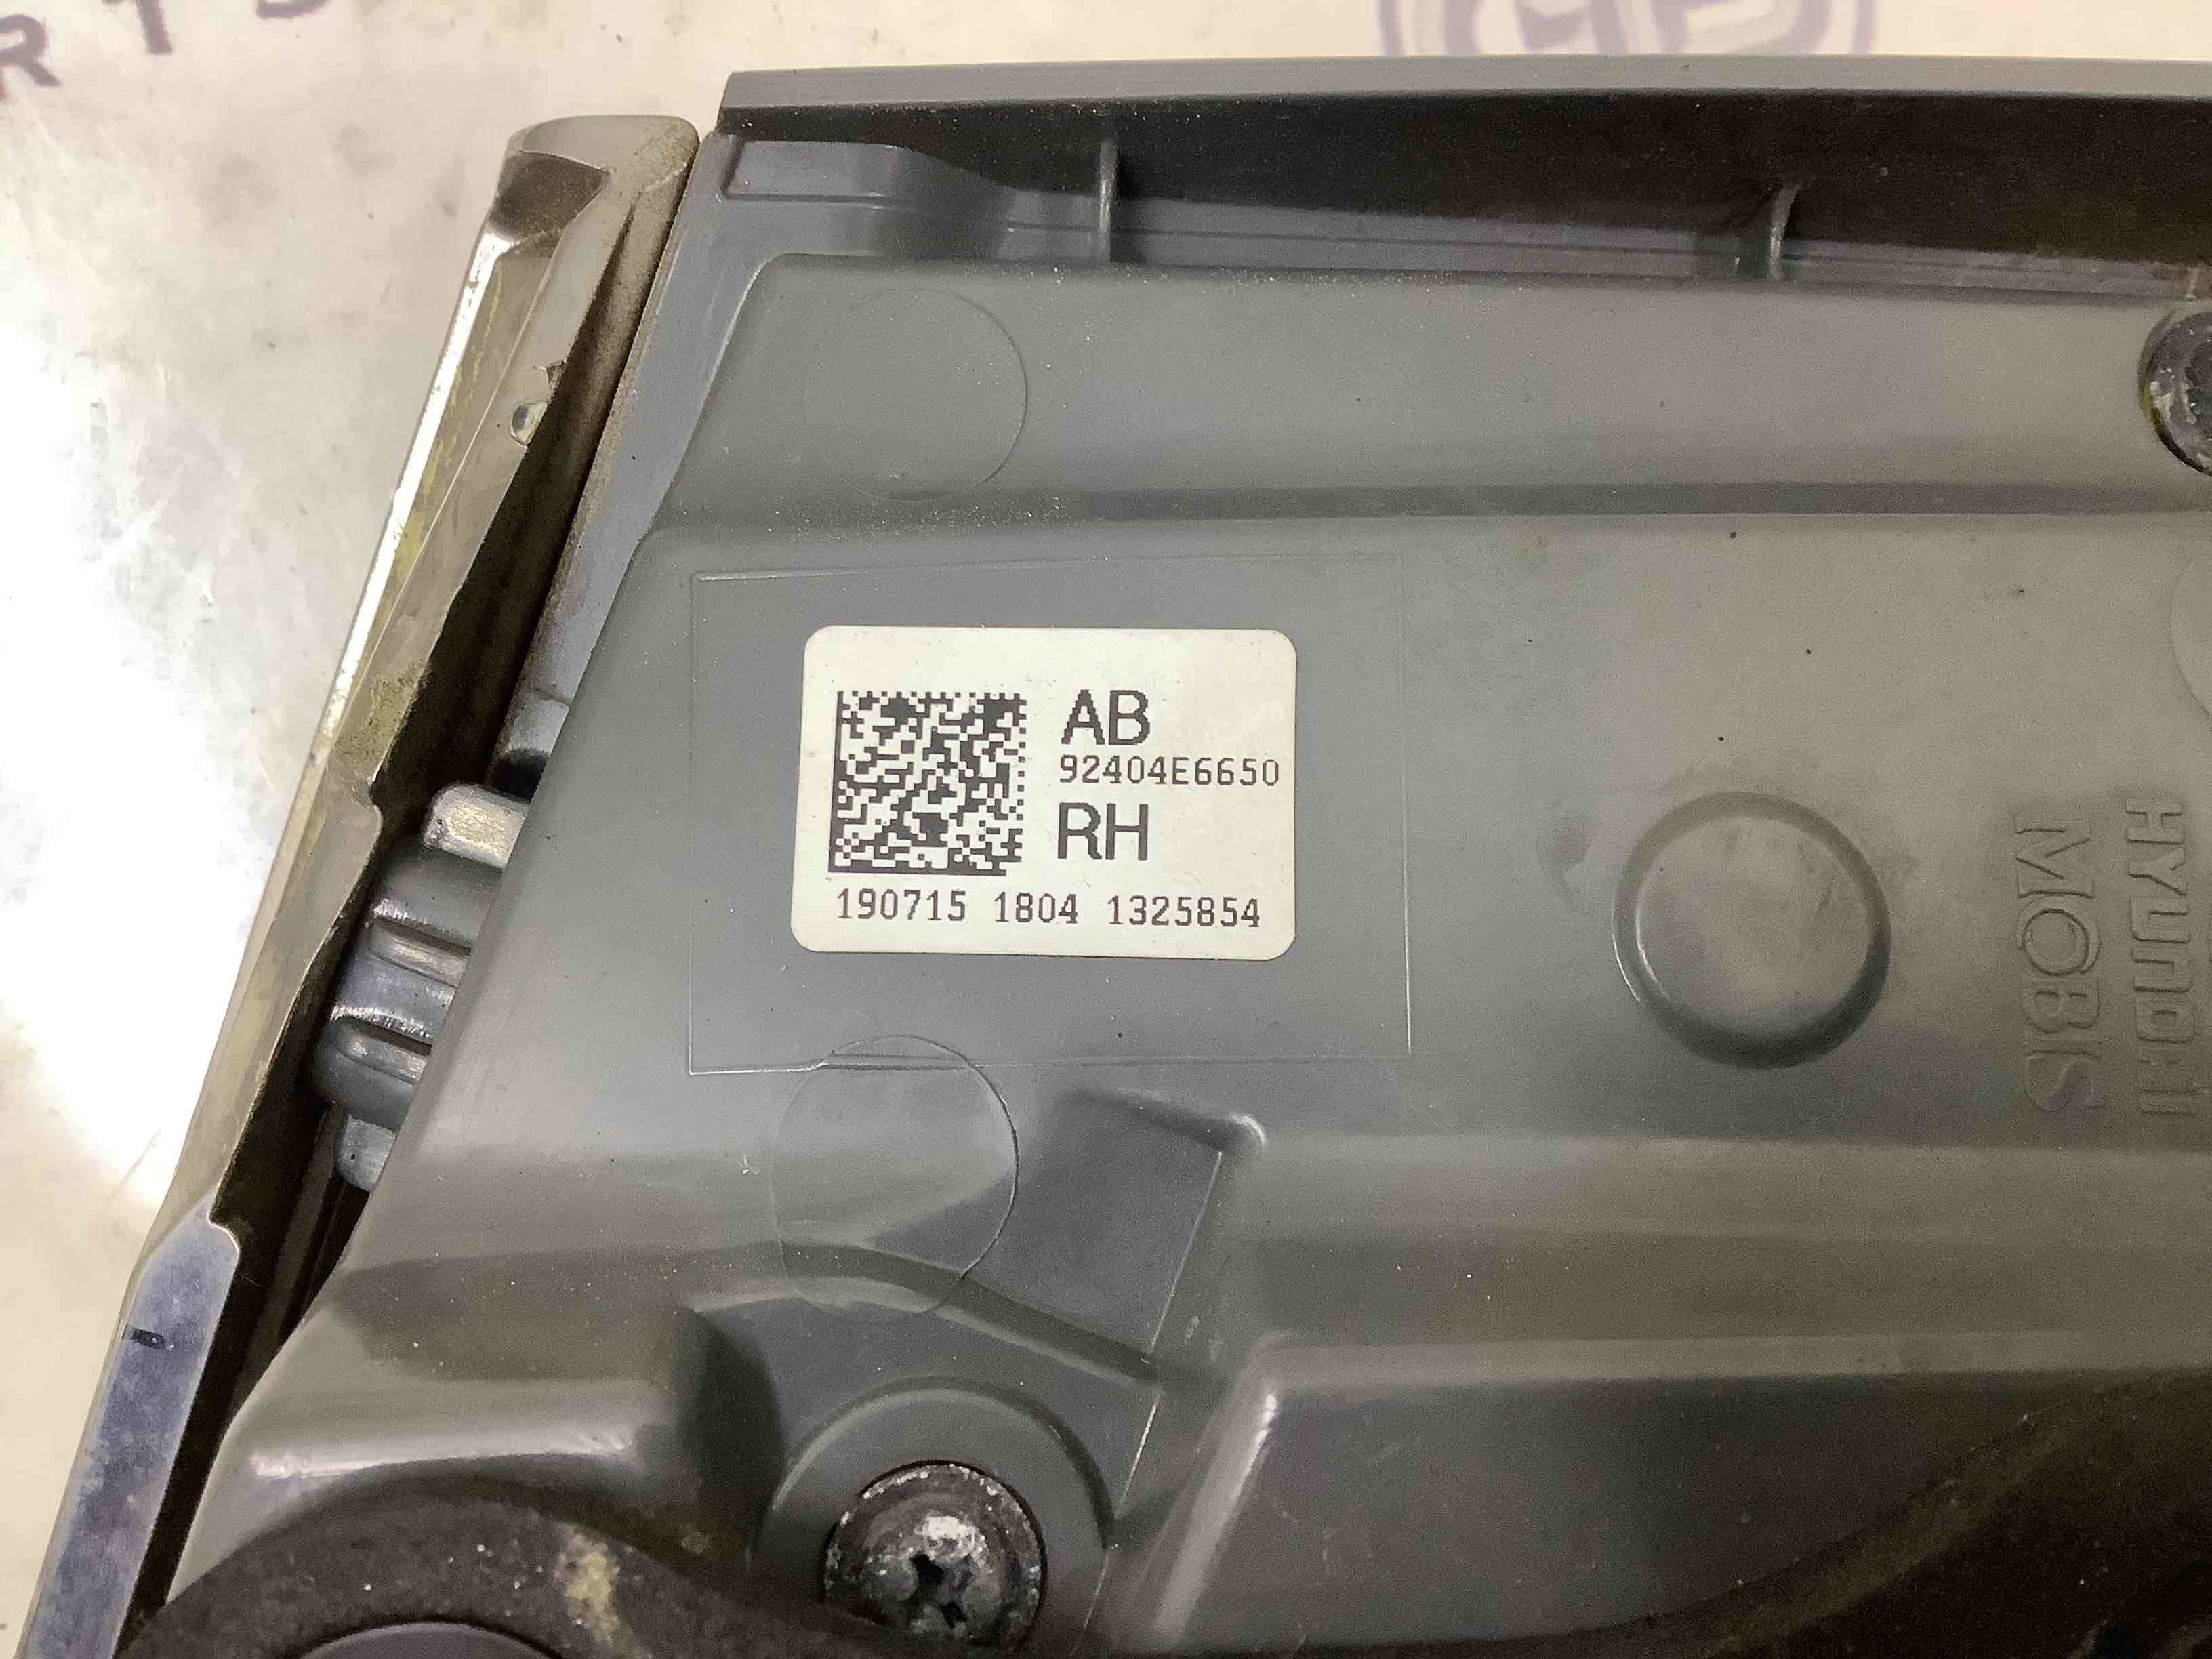 AB
92404E6650
RH
190715 1804 1325854
HYUNDAI
MOBIS